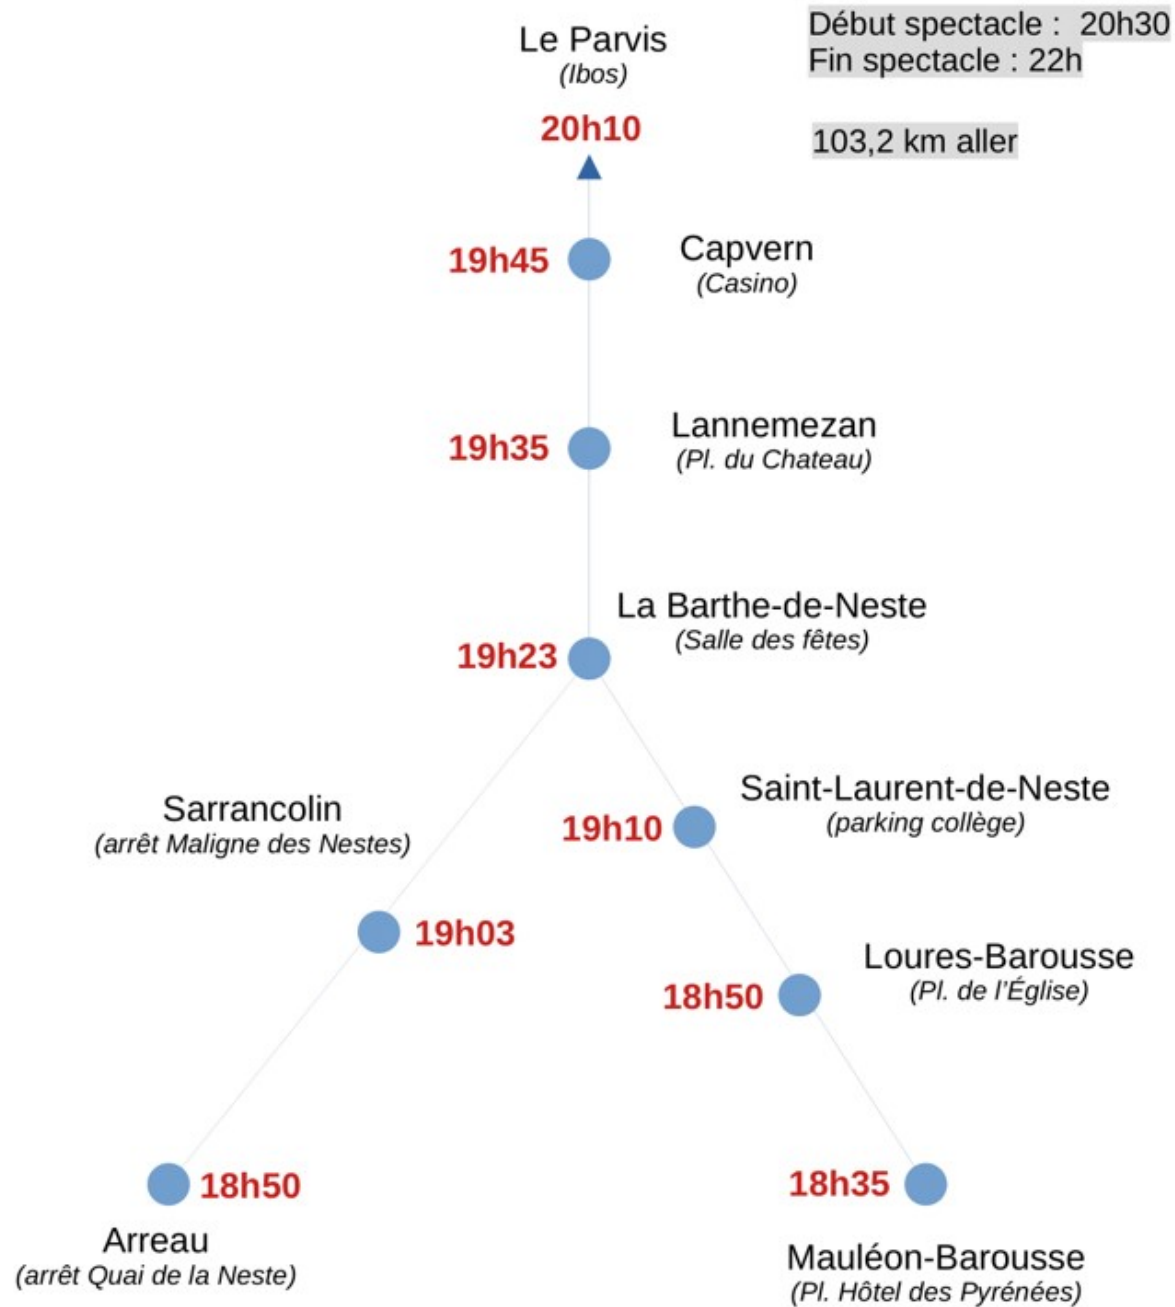 Le Parvis
(Ibos)
20h10
Début spectacle : 20h30
Fin spectacle : 22h
103,2 km aller
19h45
Capvern
(Casino)
19h35
Lannemezan
(Pl. du Chateau)
La Barthe-de-Neste
(Salle des fêtes)
19h23
Saint-Laurent-de-Neste
(parking collège)
19h10
Sarrancolin
(arrêt Maligne des Nestes)
19h03
Loures-Barousse
(Pl. de l'Église)
18h50
18h50
Arreau
(arrêt Quai de la Neste)
18h35
Mauléon-Barousse
(Pl. Hôtel des Pyrénées)